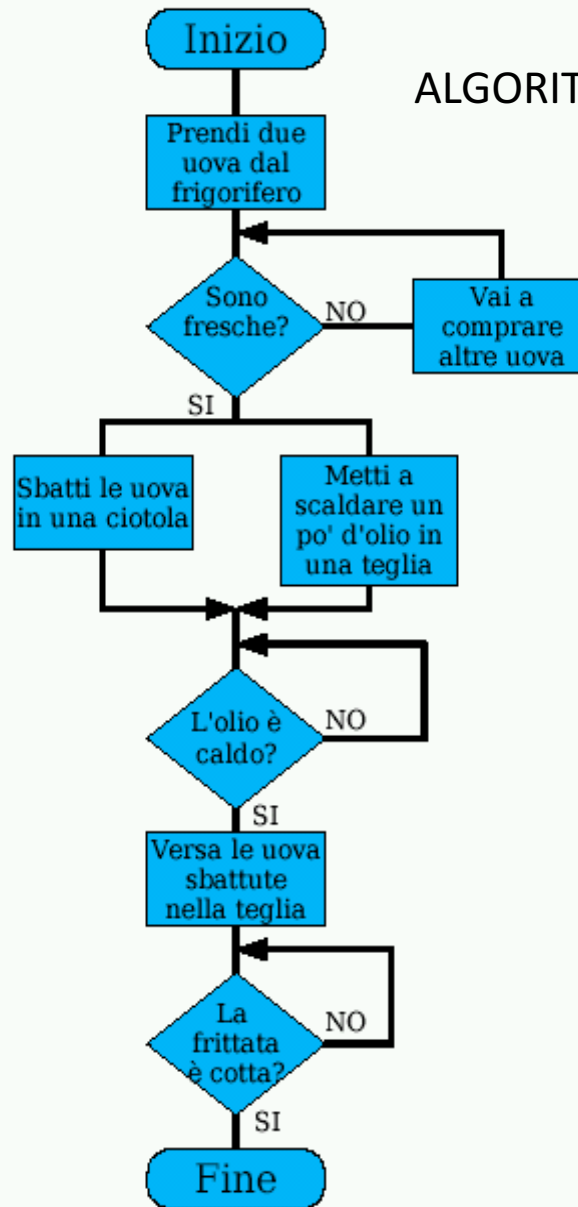 Inizio
ALGORIT
Prendi due
uova dal
frigorifero
Sono
fresche?
NO
Vai a
comprare
altre uova
SI
Sbatti le uova
in una ciotola
Metti a
scaldare un
po' d'olio in
una teglia
L'olio è
caldo?
NO
SI
Versa le uova
sbattute
nella teglia
La
frittata
è cotta?
NO
SI
Fine